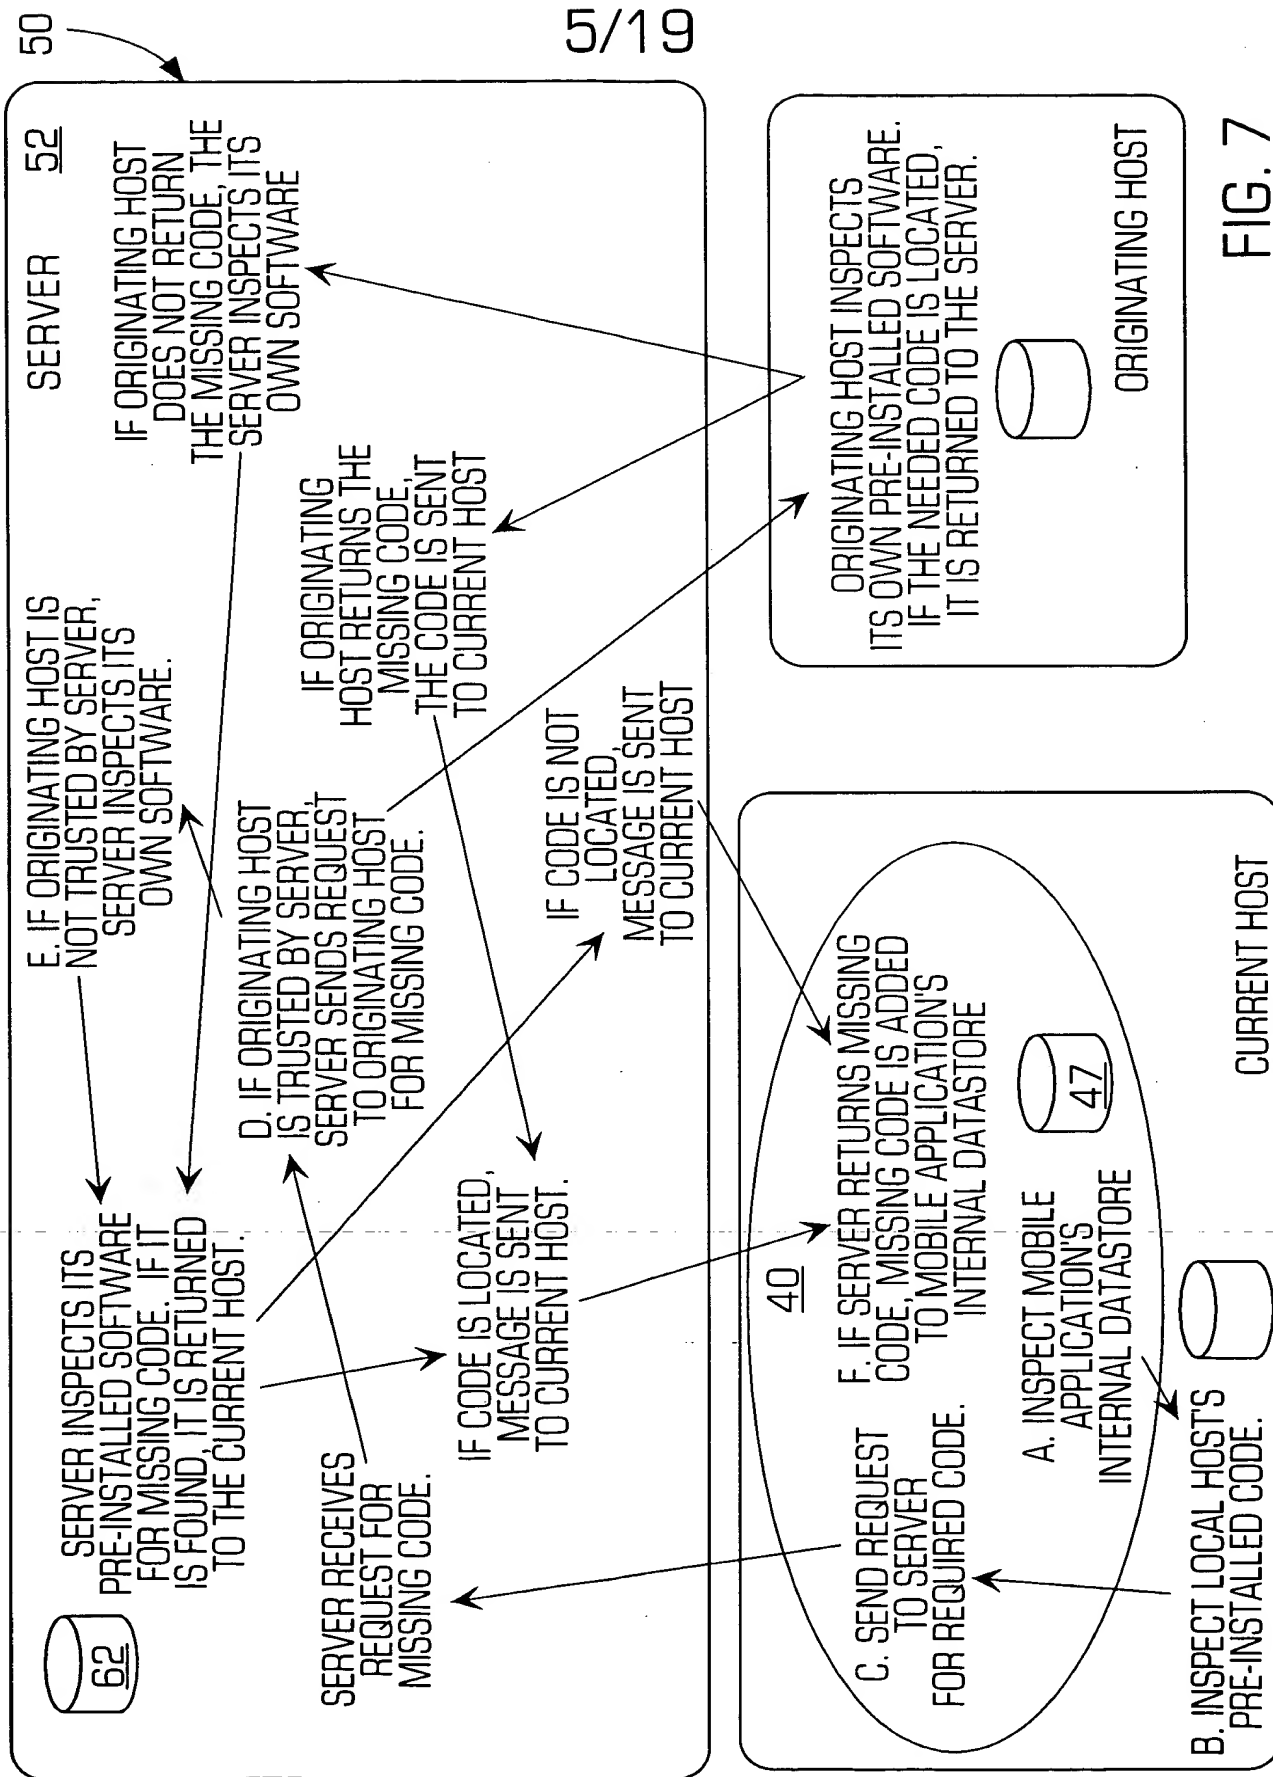 5/19
50
SERVER
52
62
SERVER INSPECTS ITS
PRE-INSTALLED SOFTWARE
FOR MISSING CODE. IF IT
IS FOUND, IT IS RETURNED
TO THE CURRENT HOST.
E. IF ORIGINATING HOST IS
NOT TRUSTED BY SERVER,
SERVER INSPECTS ITS
OWN SOFTWARE.
IF ORIGINATING HOST
DOES NOT RETURN
THE MISSING CODE, THE
SERVER INSPECTS ITS
OWN SOFTWARE
SERVER RECEIVES
REQUEST FOR
MISSING CODE.
D. IF ORIGINATING HOST
IS TRUSTED BY SERVER,
SERVER SENDS REQUEST
TO ORIGINATING HOST
FOR MISSING CODE.
IF ORIGINATING
HOST RETURNS THE
MISSING CODE,
THE CODE IS SENT
TO CURRENT HOST
IF CODE IS LOCATED,
MESSAGE IS SENT
TO CURRENT HOST.
IF CODE IS NOT
LOCATED,
MESSAGE IS SENT
TO CURRENT HOST
40
C. SEND REQUEST
TO SERVER
FOR REQUIRED CODE.
F. IF SERVER RETURNS MISSING
CODE, MISSING CODE IS ADDED
TO MOBILE APPLICATION'S
INTERNAL DATASTORE
A. INSPECT MOBILE
APPLICATION'S
INTERNAL DATASTORE
47
B. INSPECT LOCAL HOST'S
PRE-INSTALLED CODE.
CURRENT HOST
ORIGINATING HOST INSPECTS
ITS OWN PRE-INSTALLED SOFTWARE.
IF THE NEEDED CODE IS LOCATED,
IT IS RETURNED TO THE SERVER.
ORIGINATING HOST
FIG. 7